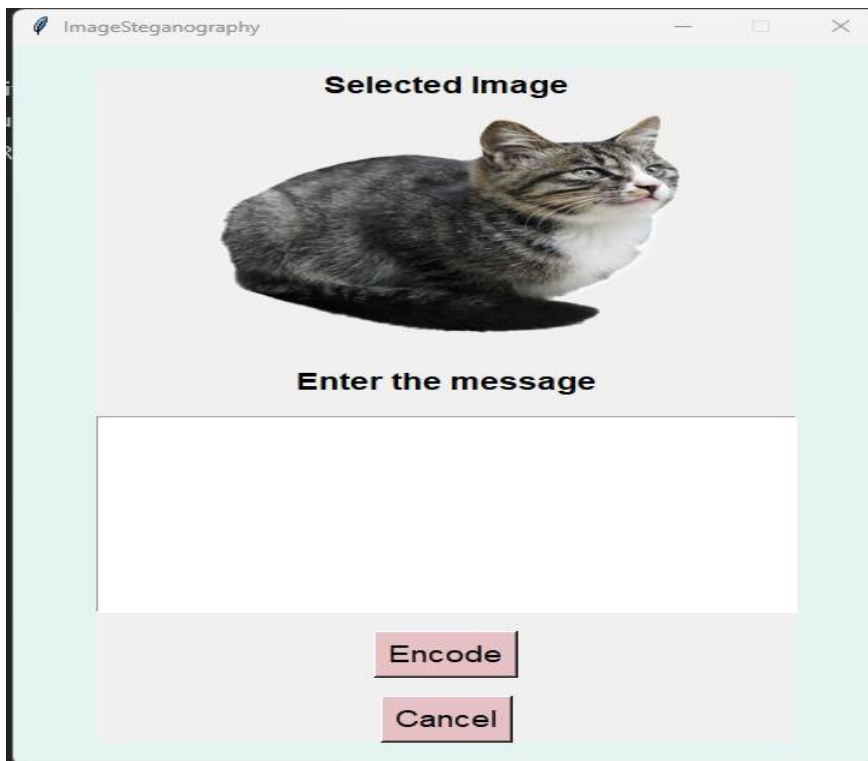 ImageSteganography
Selected Image
Enter the message
Encode
Cancel